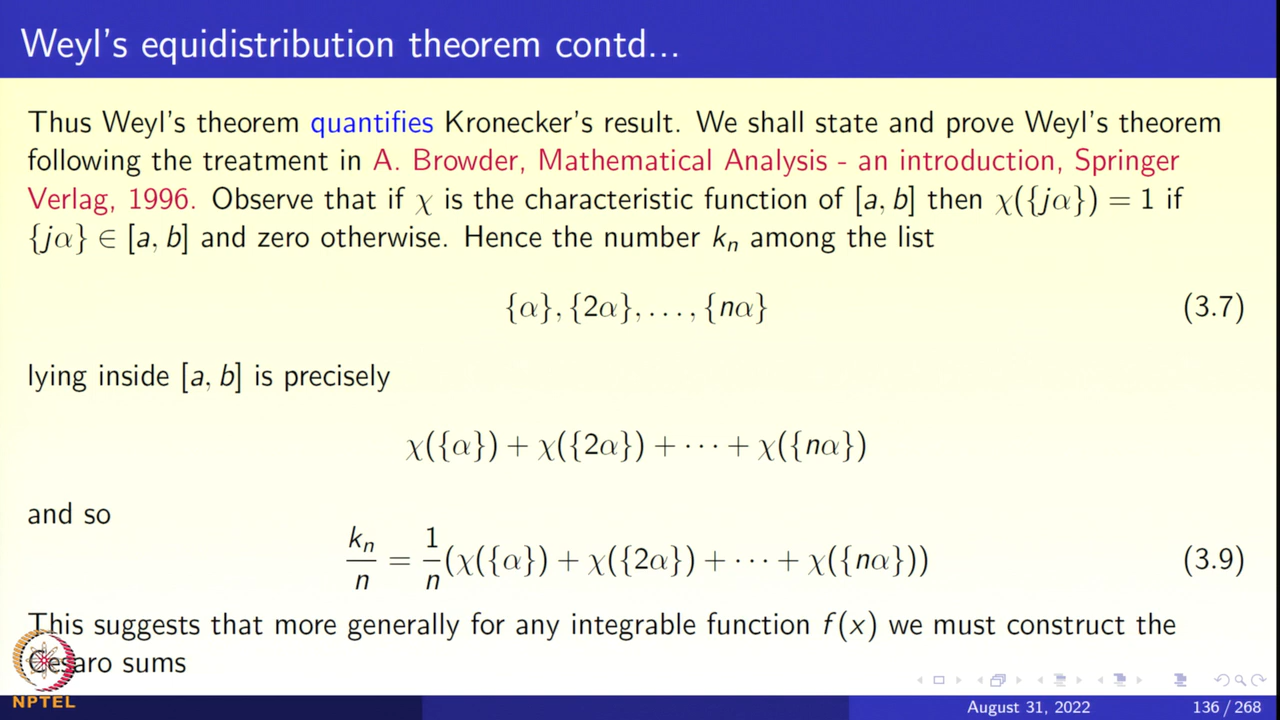 Weyl's equidistribution theorem contd...
Thus Weyl's theorem quantifies Kronecker's result. We shall state and prove Weyl's theorem
following the treatment in A. Browder, Mathematical Analysis - an introduction, Springer
Verlag, 1996. Observe that if χ is the characteristic function of [a, b] then χ({jα}) = 1 if
{jα} ∈ [a, b] and zero otherwise. Hence the number kₙ among the list
{α}, {2α}, . . . , {nα} (3.7)
lying inside [a, b] is precisely
χ({α}) + χ({2α}) + · · · + χ({nα})
and so
kₙ/n = 1/n (χ({α}) + χ({2α}) + · · · + χ({nα})) (3.9)
This suggests that more generally for any integrable function f(x) we must construct the
Cesaro sums
NPTEL
August 31, 2022 136 / 268